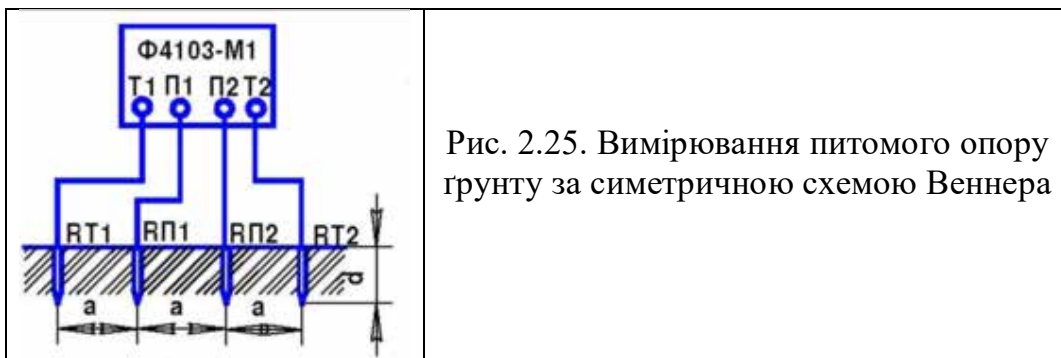 Ф4103-М1
Т1 П1 П2 Т2
RТ1 RП1 RП2 RТ2
d
a a a
Рис. 2.25. Вимірювання питомого опору
ґрунту за симетричною схемою Веннера